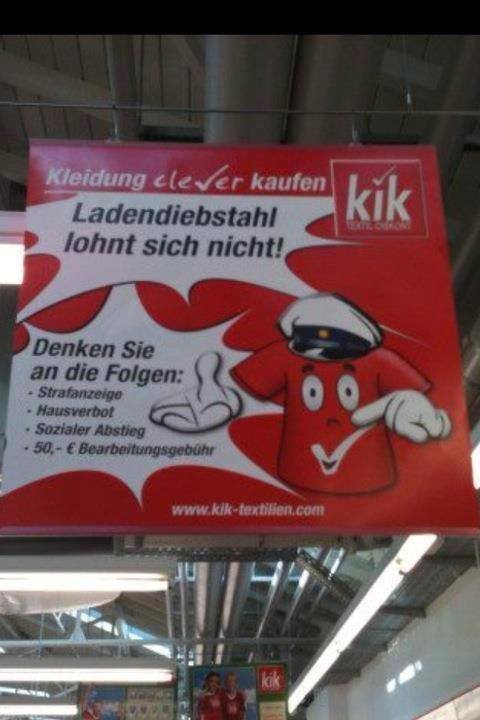 Kleidung clever kaufen
kik
TEXTIL-DISKONT
Ladendiebstahl
lohnt sich nicht!
Denken Sie
an die Folgen:
- Strafanzeige
- Hausverbot
- Sozialer Abstieg
- 50,- € Bearbeitungsgebühr
www.kik-textilien.com
kik